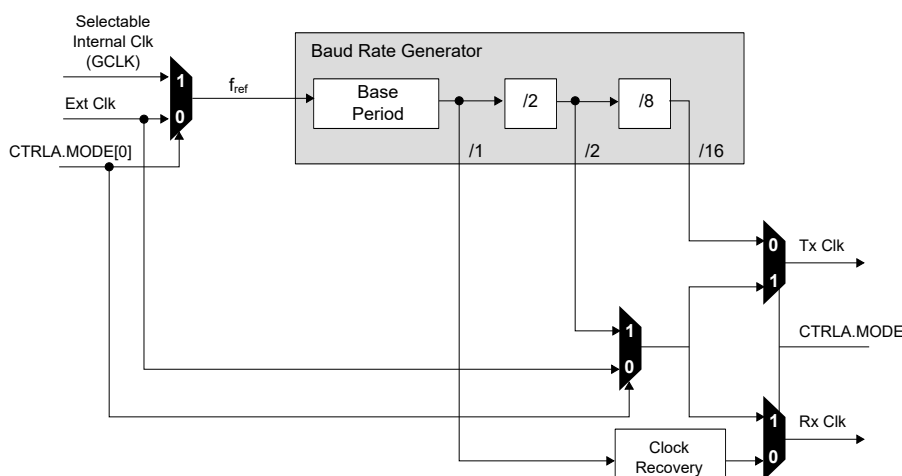 Selectable
Internal Clk
(GCLK)
Baud Rate Generator
1
0
f_ref
Base
Period
/2
/8
Ext Clk
CTRLA.MODE[0]
/1
/2
/16
0
1
Tx Clk
1
0
CTRLA.MODE
1
0
Rx Clk
Clock
Recovery